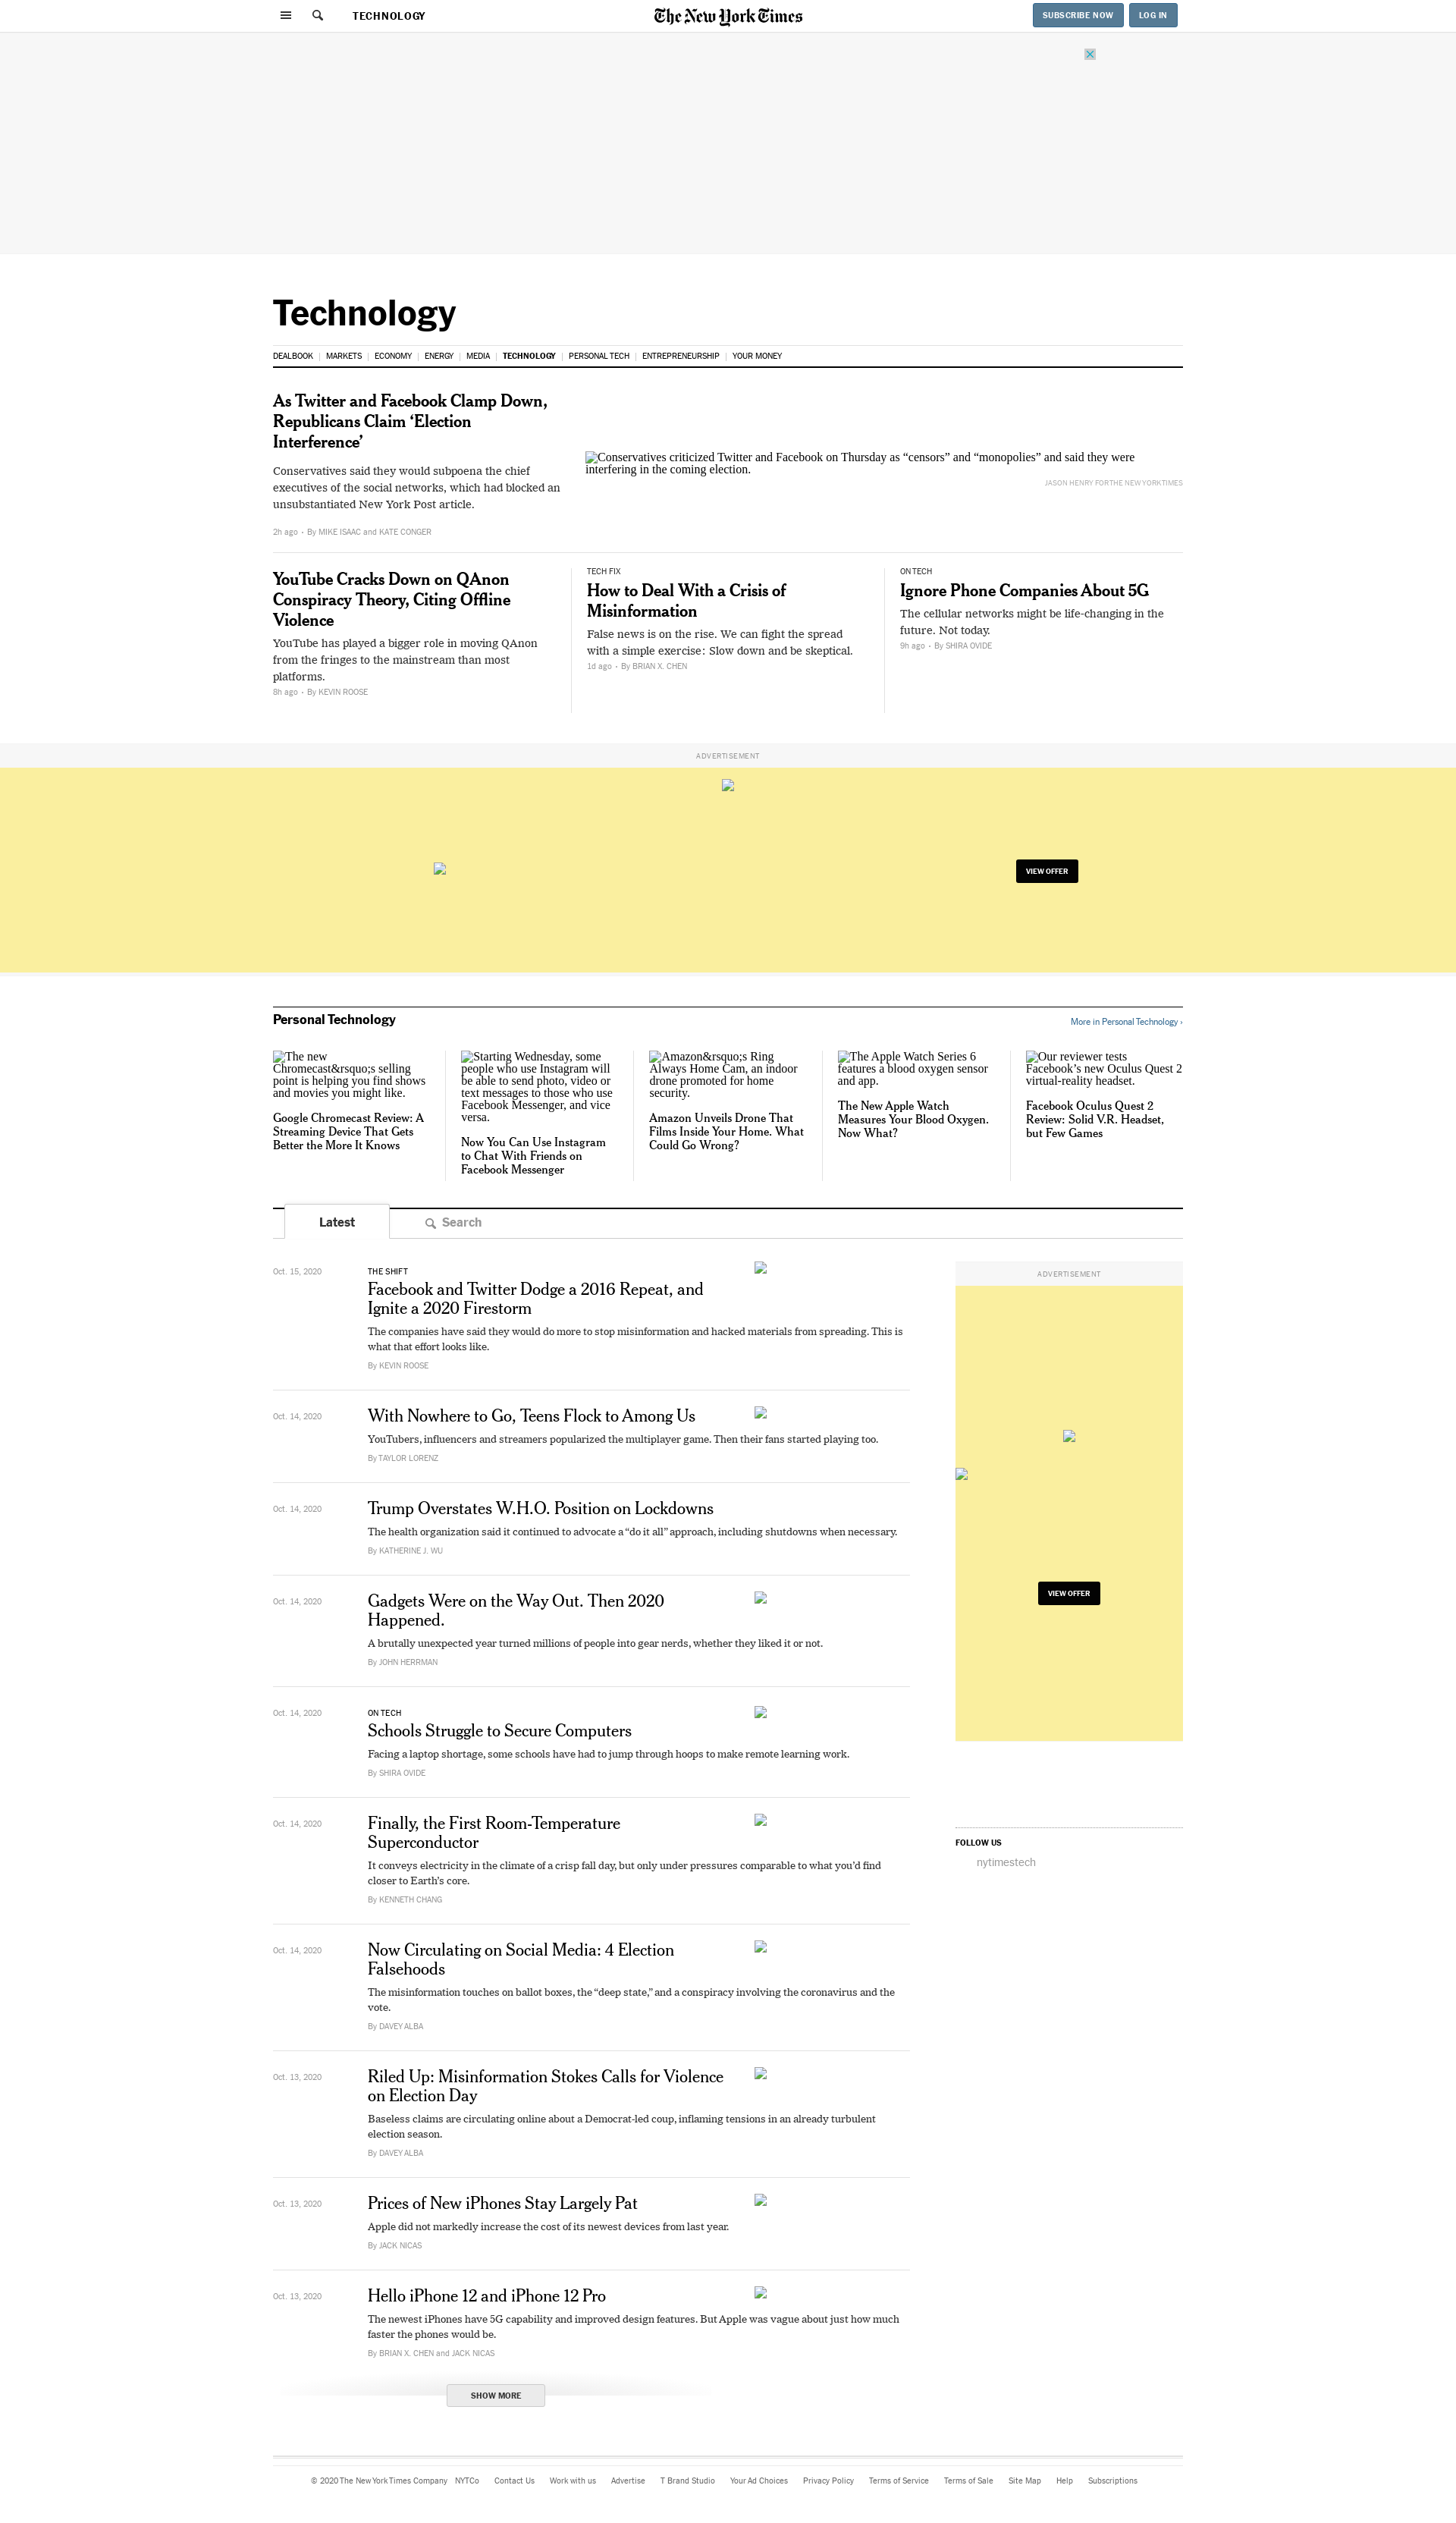 TECHNOLOGY
The New York Times
SUBSCRIBE NOW
LOG IN
Technology
DEALBOOK
MARKETS
ECONOMY
ENERGY
MEDIA
TECHNOLOGY
PERSONAL TECH
ENTREPRENEURSHIP
YOUR MONEY
As Twitter and Facebook Clamp Down,
Republicans Claim ‘Election
Interference’
Conservatives said they would subpoena the chief
executives of the social networks, which had blocked an
unsubstantiated New York Post article.
2h ago • By MIKE ISAAC and KATE CONGER
Conservatives criticized Twitter and Facebook on Thursday as “censors” and “monopolies” and said they were
interfering in the coming election.
JASON HENRY FOR THE NEW YORK TIMES
YouTube Cracks Down on QAnon
Conspiracy Theory, Citing Offline
Violence
YouTube has played a bigger role in moving QAnon
from the fringes to the mainstream than most
platforms.
8h ago • By KEVIN ROOSE
TECH FIX
How to Deal With a Crisis of
Misinformation
False news is on the rise. We can fight the spread
with a simple exercise: Slow down and be skeptical.
1d ago • By BRIAN X. CHEN
ON TECH
Ignore Phone Companies About 5G
The cellular networks might be life-changing in the
future. Not today.
9h ago • By SHIRA OVIDE
ADVERTISEMENT
VIEW OFFER
Personal Technology
More in Personal Technology ›
The new
Chromecast&rsquo;s selling
point is helping you find shows
and movies you might like.
Google Chromecast Review: A
Streaming Device That Gets
Better the More It Knows
Starting Wednesday, some
people who use Instagram will
be able to send photo, video or
text messages to those who use
Facebook Messenger, and vice
versa.
Now You Can Use Instagram
to Chat With Friends on
Facebook Messenger
Amazon&rsquo;s Ring
Always Home Cam, an indoor
drone promoted for home
security.
Amazon Unveils Drone That
Films Inside Your Home. What
Could Go Wrong?
The Apple Watch Series 6
features a blood oxygen sensor
and app.
The New Apple Watch
Measures Your Blood Oxygen.
Now What?
Our reviewer tests
Facebook’s new Oculus Quest 2
virtual-reality headset.
Facebook Oculus Quest 2
Review: Solid V.R. Headset,
but Few Games
Latest
Search
Oct. 15, 2020
THE SHIFT
Facebook and Twitter Dodge a 2016 Repeat, and
Ignite a 2020 Firestorm
The companies have said they would do more to stop misinformation and hacked materials from spreading. This is
what that effort looks like.
By KEVIN ROOSE
Oct. 14, 2020
With Nowhere to Go, Teens Flock to Among Us
YouTubers, influencers and streamers popularized the multiplayer game. Then their fans started playing too.
By TAYLOR LORENZ
Oct. 14, 2020
Trump Overstates W.H.O. Position on Lockdowns
The health organization said it continued to advocate a “do it all” approach, including shutdowns when necessary.
By KATHERINE J. WU
Oct. 14, 2020
Gadgets Were on the Way Out. Then 2020
Happened.
A brutally unexpected year turned millions of people into gear nerds, whether they liked it or not.
By JOHN HERRMAN
Oct. 14, 2020
ON TECH
Schools Struggle to Secure Computers
Facing a laptop shortage, some schools have had to jump through hoops to make remote learning work.
By SHIRA OVIDE
Oct. 14, 2020
Finally, the First Room-Temperature
Superconductor
It conveys electricity in the climate of a crisp fall day, but only under pressures comparable to what you’d find
closer to Earth’s core.
By KENNETH CHANG
Oct. 14, 2020
Now Circulating on Social Media: 4 Election
Falsehoods
The misinformation touches on ballot boxes, the “deep state,” and a conspiracy involving the coronavirus and the
vote.
By DAVEY ALBA
Oct. 13, 2020
Riled Up: Misinformation Stokes Calls for Violence
on Election Day
Baseless claims are circulating online about a Democrat-led coup, inflaming tensions in an already turbulent
election season.
By DAVEY ALBA
Oct. 13, 2020
Prices of New iPhones Stay Largely Pat
Apple did not markedly increase the cost of its newest devices from last year.
By JACK NICAS
Oct. 13, 2020
Hello iPhone 12 and iPhone 12 Pro
The newest iPhones have 5G capability and improved design features. But Apple was vague about just how much
faster the phones would be.
By BRIAN X. CHEN and JACK NICAS
SHOW MORE
ADVERTISEMENT
VIEW OFFER
FOLLOW US
nytimestech
© 2020 The New York Times Company
NYTCo
Contact Us
Work with us
Advertise
T Brand Studio
Your Ad Choices
Privacy Policy
Terms of Service
Terms of Sale
Site Map
Help
Subscriptions